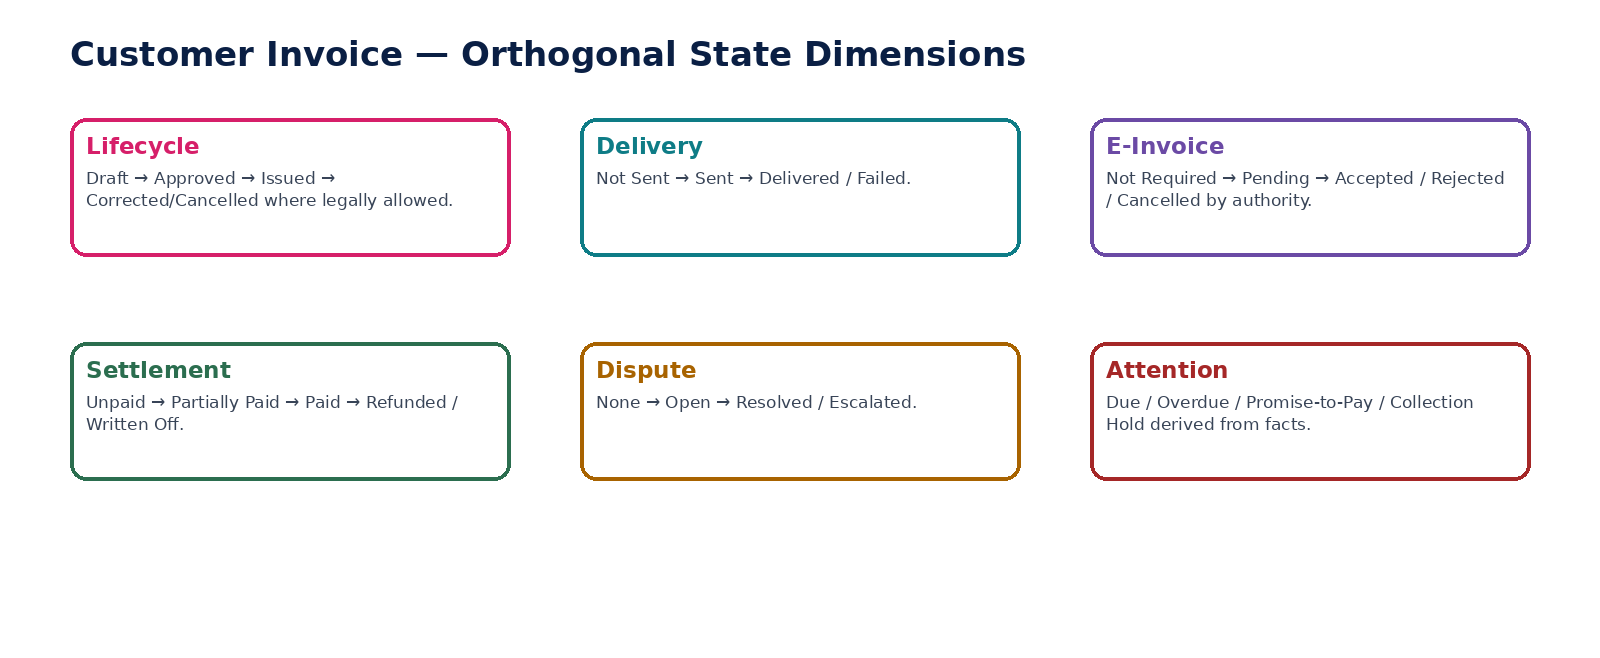 Customer Invoice — Orthogonal State Dimensions
Lifecycle
Draft → Approved → Issued →
Corrected/Cancelled where legally allowed.
Delivery
Not Sent → Sent → Delivered / Failed.
E-Invoice
Not Required → Pending → Accepted / Rejected
/ Cancelled by authority.
Settlement
Unpaid → Partially Paid → Paid → Refunded /
Written Off.
Dispute
None → Open → Resolved / Escalated.
Attention
Due / Overdue / Promise-to-Pay / Collection
Hold derived from facts.